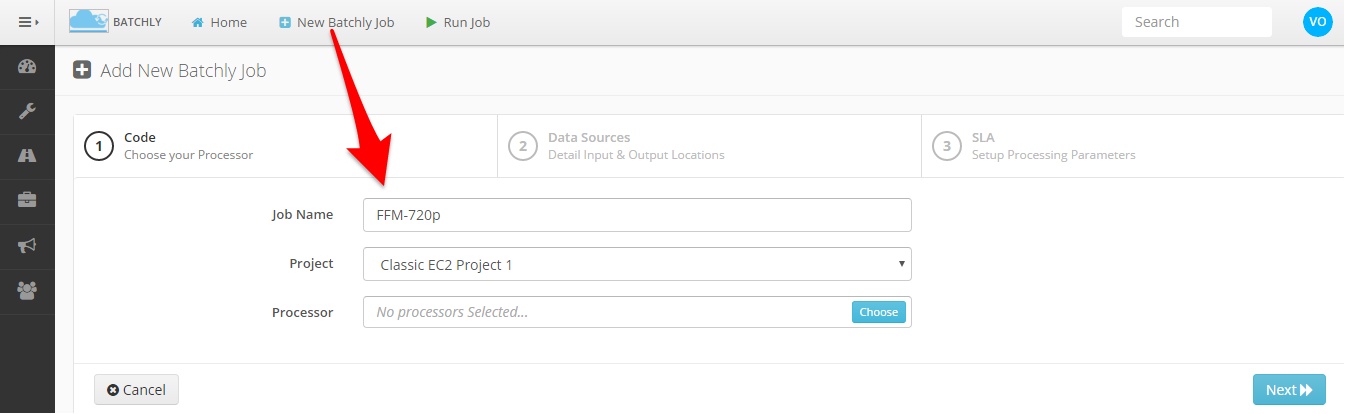 BATCHLY Home New Batchly Job Run Job Search VO
Add New Batchly Job
1 Code
Choose your Processor
2 Data Sources
Detail Input & Output Locations
3 SLA
Setup Processing Parameters
Job Name FFM-720p
Project Classic EC2 Project 1
Processor No processors Selected... Choose
Cancel Next